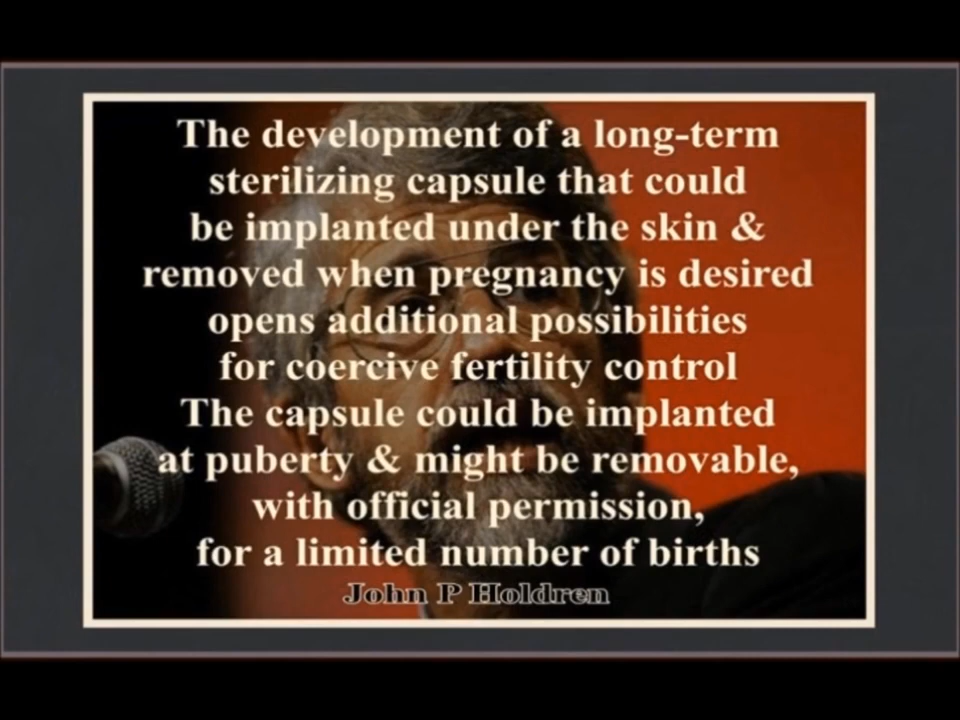 The development of a long-term
sterilizing capsule that could
be implanted under the skin &
removed when pregnancy is desired
opens additional possibilities
for coercive fertility control
The capsule could be implanted
at puberty & might be removable,
with official permission,
for a limited number of births
John P Holdren